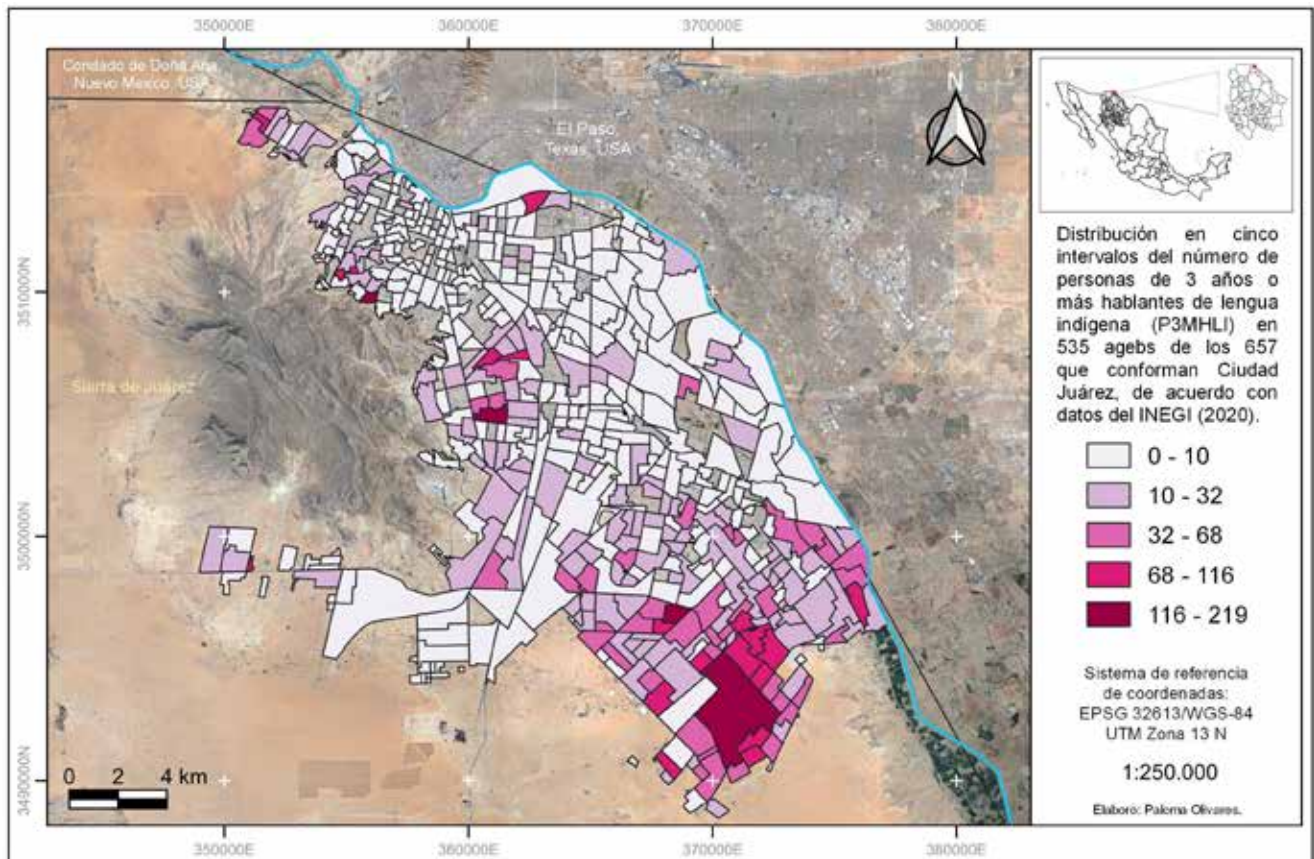 350000E
360000E
370000E
380000E
Condado de Doña Ana,
Nuevo Mexico, USA
El Paso,
Texas, USA
N
3510000N
Sierra de Juárez
3500000N
3490000N
0 2 4 km
350000E
360000E
370000E
380000E
Distribución en cinco
intervalos del número de
personas de 3 años o
más hablantes de lengua
indígena (P3MHLI) en
535 agebs de los 657
que conforman Ciudad
Juárez, de acuerdo con
datos del INEGI (2020).
0 - 10
10 - 32
32 - 68
68 - 116
116 - 219
Sistema de referencia
de coordenadas:
EPSG 32613/WGS-84
UTM Zona 13 N
1:250.000
Elaboro: Paloma Olivares.